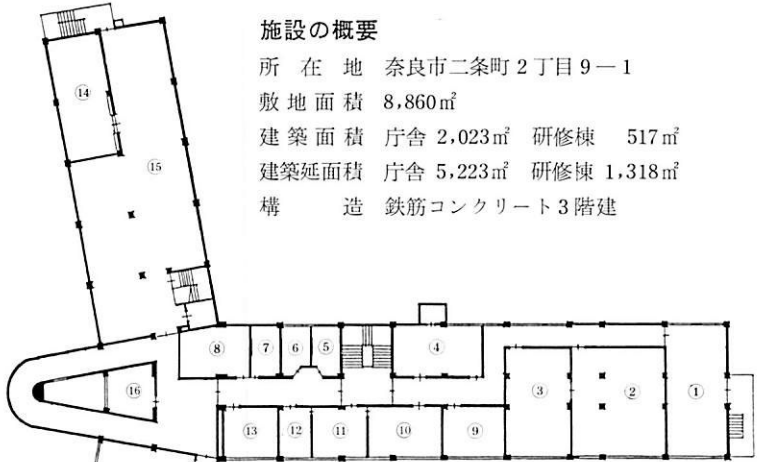 施設の概要
所在地 奈良市二条町2丁目9－1
敷地面積 8,860㎡
建築面積 庁舎 2,023㎡ 研修棟 517㎡
建築延面積 庁舎 5,223㎡ 研修棟 1,318㎡
構造 鉄筋コンクリート3階建
⑭
⑮
⑧ ⑦ ⑥ ⑤ ④
⑯ ③ ② ①
⑬ ⑫ ⑪ ⑩ ⑨